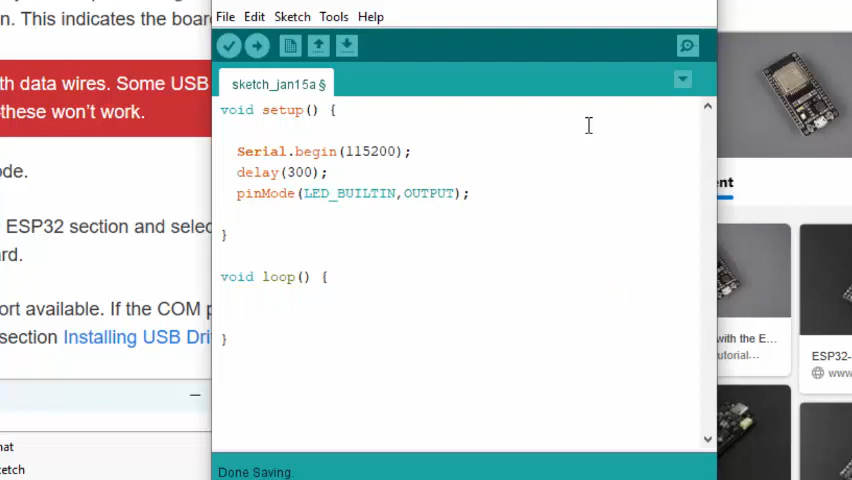 n. This indicates the boar
File Edit Sketch Tools Help
th data wires. Some USB
these won't work.
sketch_jan15a §
void setup() {
Serial.begin(115200);
delay(300);
pinMode(LED_BUILTIN,OUTPUT);
}
void loop() {
}
Done Saving.
ode.
ESP32 section and selec
ard.
ort available. If the COM p
section Installing USB Dri
nat
etch
ent
with the E...
utorial...
ESP32-
www.